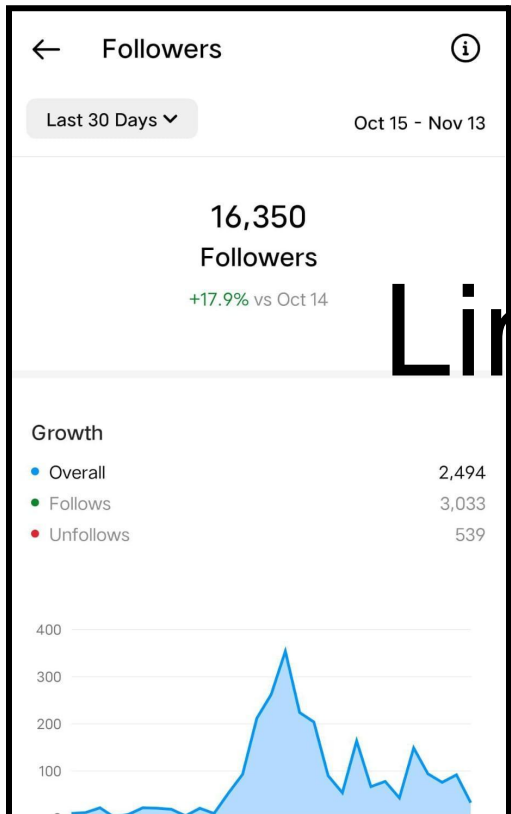 Followers
Last 30 Days
Oct 15 - Nov 13
16,350
Followers
+17.9% vs Oct 14
Growth
Overall 2,494
Follows 3,033
Unfollows 539
400
300
200
100